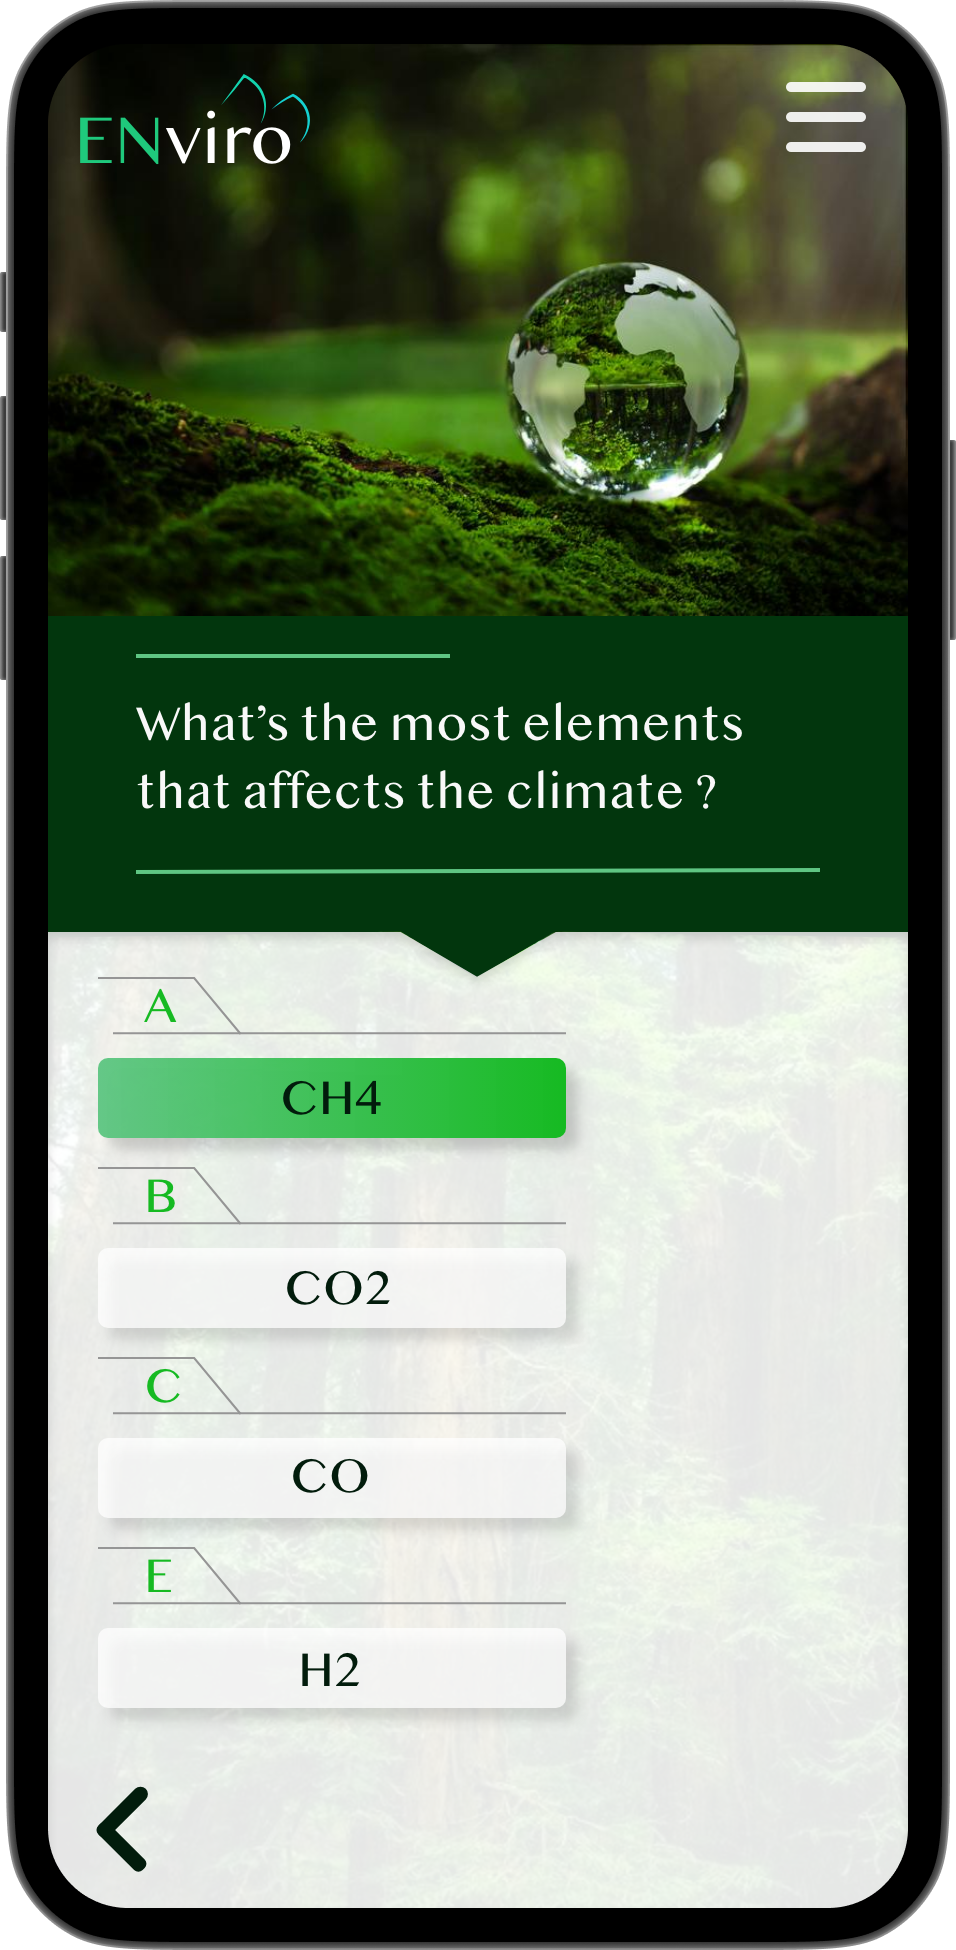 ENviro
What’s the most elements
that affects the climate ?
A
CH4
B
CO2
C
CO
E
H2